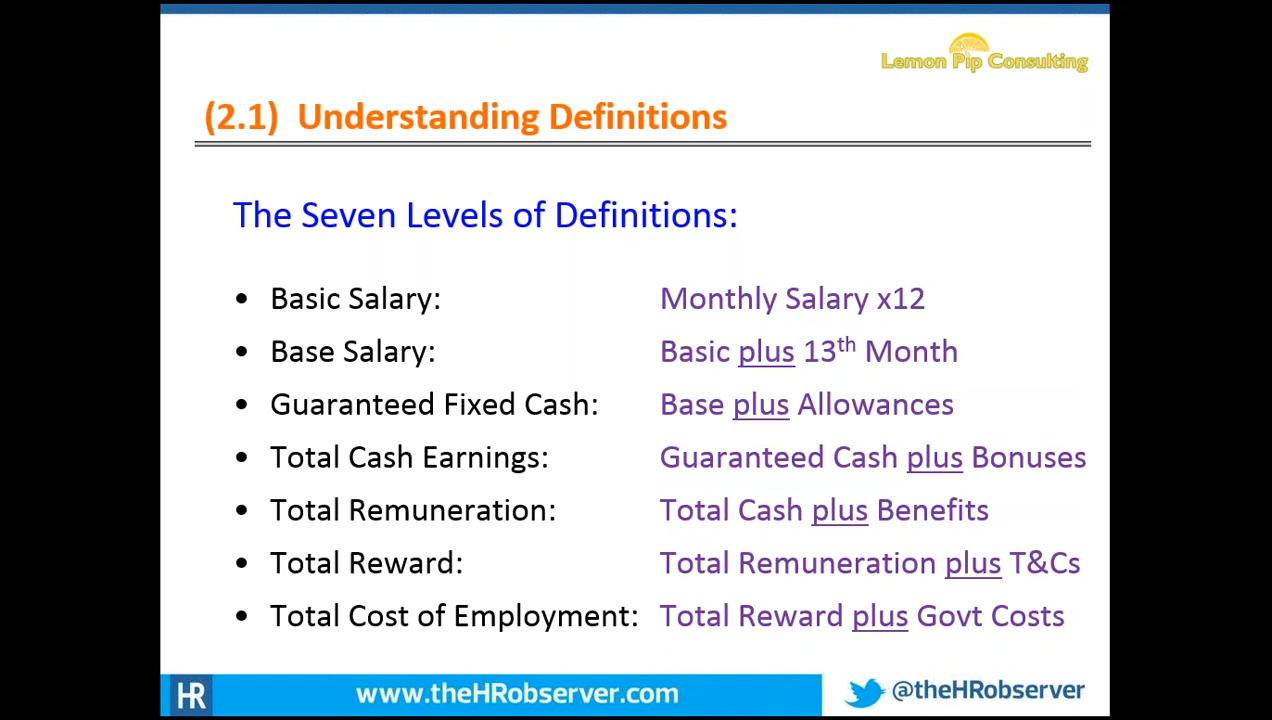 Lemon Pip Consulting
(2.1) Understanding Definitions
The Seven Levels of Definitions:
• Basic Salary: Monthly Salary x12
• Base Salary: Basic plus 13th Month
• Guaranteed Fixed Cash: Base plus Allowances
• Total Cash Earnings: Guaranteed Cash plus Bonuses
• Total Remuneration: Total Cash plus Benefits
• Total Reward: Total Remuneration plus T&Cs
• Total Cost of Employment: Total Reward plus Govt Costs
HR www.theHRobserver.com @theHRobserver